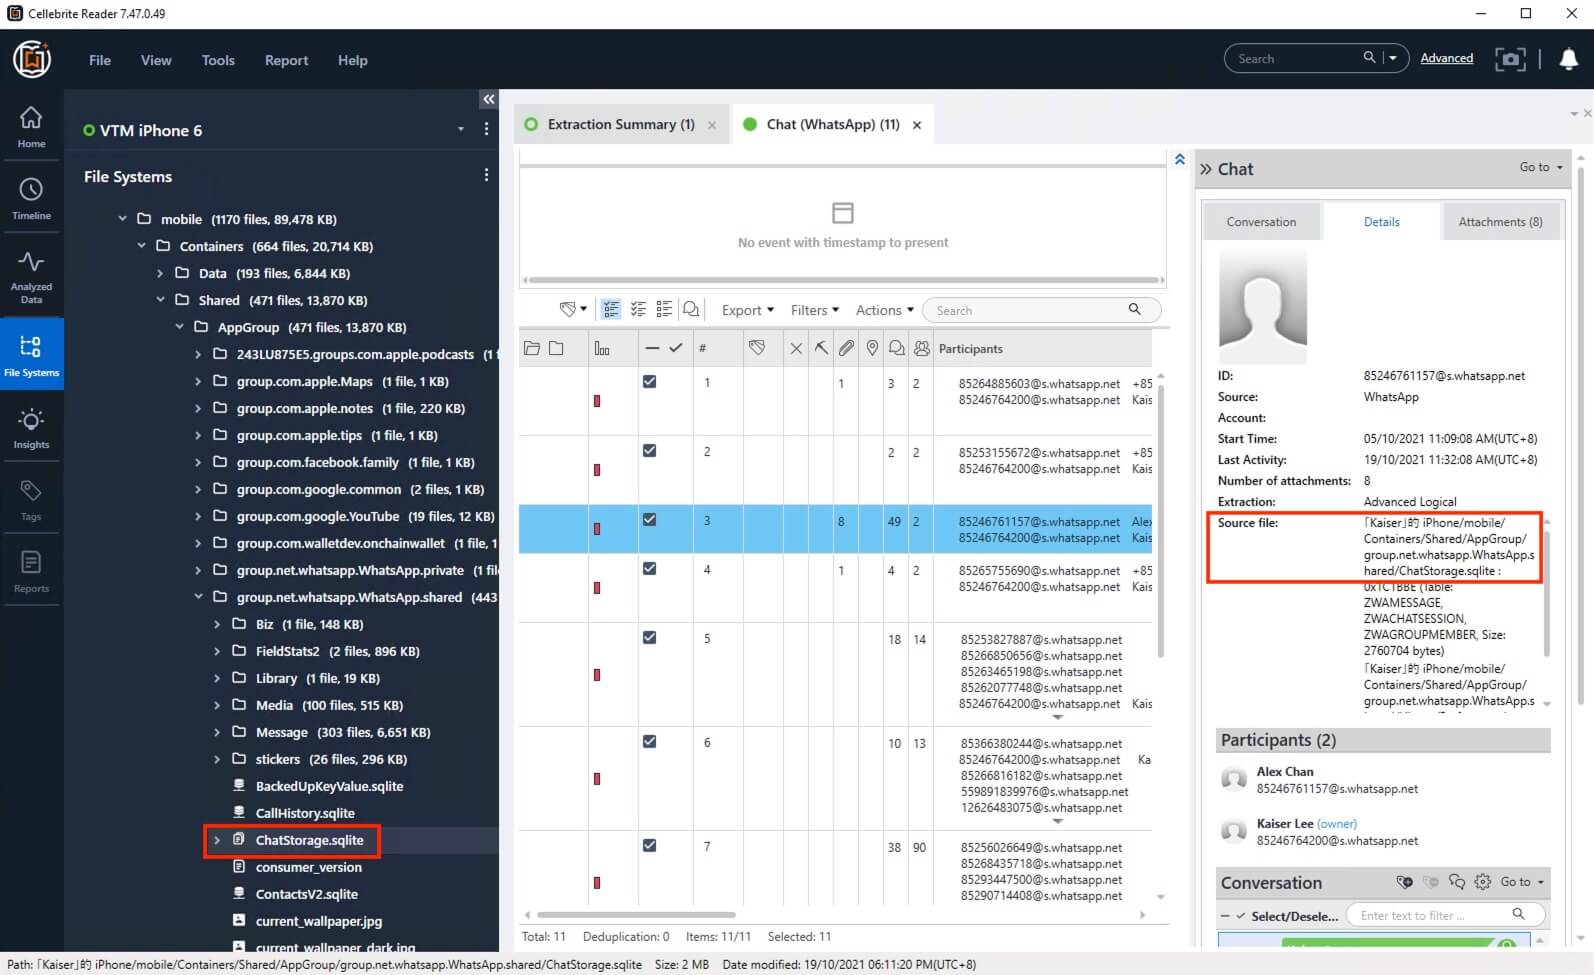 Cellebrite Reader 7.47.0.49
File View Tools Report Help
Search
Advanced
Home
Timeline
Analyzed
Data
File Systems
Insights
Tags
Reports
VTM iPhone 6
File Systems
mobile (1170 files, 89,478 KB)
Containers (664 files, 20,714 KB)
Data (193 files, 6,844 KB)
Shared (471 files, 13,870 KB)
AppGroup (471 files, 13,870 KB)
243LU875E5.groups.com.apple.podcasts (1 f
group.com.apple.Maps (1 file, 1 KB)
group.com.apple.notes (1 file, 220 KB)
group.com.apple.tips (1 file, 1 KB)
group.com.facebook.family (1 file, 1 KB)
group.com.google.common (2 files, 1 KB)
group.com.google.YouTube (19 files, 12 KB)
group.com.walletdev.onchainwallet (1 file, 1
group.net.whatsapp.WhatsApp.private (1 fil
group.net.whatsapp.WhatsApp.shared (443
Biz (1 file, 148 KB)
FieldStats2 (2 files, 896 KB)
Library (1 file, 19 KB)
Media (100 files, 515 KB)
Message (303 files, 6,651 KB)
stickers (26 files, 296 KB)
BackedUpKeyValue.sqlite
CallHistory.sqlite
ChatStorage.sqlite
consumer_version
ContactsV2.sqlite
current_wallpaper.jpg
current_wallpaper_dark.jpg
Extraction Summary (1)
Chat (WhatsApp) (11)
No event with timestamp to present
Export Filters Actions Search
# Participants
1 1 3 2 85264885603@s.whatsapp.net +85
85246764200@s.whatsapp.net Kais
2 2 2 85253155672@s.whatsapp.net +85
85246764200@s.whatsapp.net Kais
3 8 49 2 85246761157@s.whatsapp.net Alex
85246764200@s.whatsapp.net Kais
4 1 4 2 85265755690@s.whatsapp.net +85
85246764200@s.whatsapp.net Kais
5 18 14 85253827887@s.whatsapp.net
85266850656@s.whatsapp.net
85263465198@s.whatsapp.net
85262077748@s.whatsapp.net
85246764200@s.whatsapp.net Kais
6 10 13 85366380244@s.whatsapp.net
85246764200@s.whatsapp.net Ka
85266816182@s.whatsapp.net
559891839976@s.whatsapp.net
12626483075@s.whatsapp.net
7 38 90 85256026649@s.whatsapp.net
85268435718@s.whatsapp.net
85293447500@s.whatsapp.net
85290714408@s.whatsapp.net
Total: 11 Deduplication: 0 Items: 11/11 Selected: 11
Chat
Go to
Conversation Details Attachments (8)
ID: 85246761157@s.whatsapp.net
Source: WhatsApp
Account:
Start Time: 05/10/2021 11:09:08 AM(UTC+8)
Last Activity: 19/10/2021 11:32:08 AM(UTC+8)
Number of attachments: 8
Extraction: Advanced Logical
Source file: 「Kaiser」的 iPhone/mobile/
Containers/Shared/AppGroup/
group.net.whatsapp.WhatsApp.s
hared/ChatStorage.sqlite :
0x1C1BBE (Table:
ZWAMESSAGE,
ZWACHATSESSION,
ZWAGROUPMEMBER, Size:
2760704 bytes)
「Kaiser」的 iPhone/mobile/
Containers/Shared/AppGroup/
group.net.whatsapp.WhatsApp.s
Participants (2)
Alex Chan
85246761157@s.whatsapp.net
Kaiser Lee (owner)
85246764200@s.whatsapp.net
Conversation
Go to
Select/Desele...
Enter text to filter ...
Path: 「Kaiser」的 iPhone/mobile/Containers/Shared/AppGroup/group.net.whatsapp.WhatsApp.shared/ChatStorage.sqlite Size: 2 MB Date modified: 19/10/2021 06:11:20 PM(UTC+8)